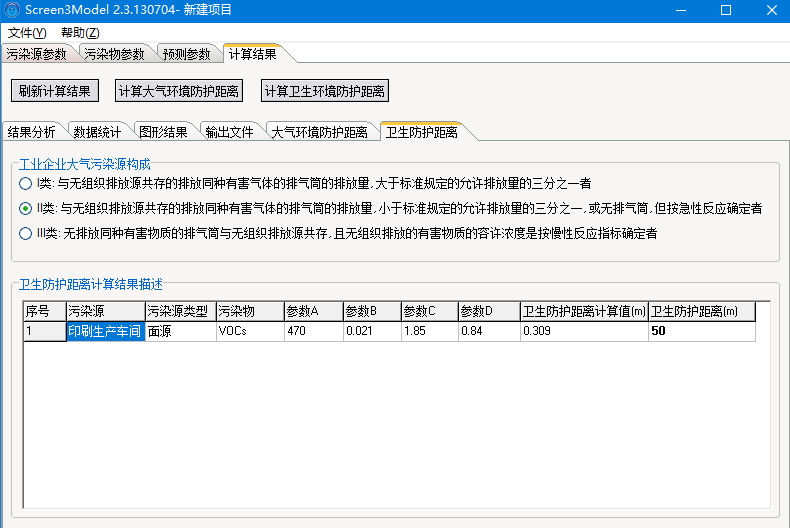 Screen3Model 2.3.130704- 新建项目
文件(Y) 帮助(Z)
污染源参数 污染物参数 预测参数 计算结果
刷新计算结果 计算大气环境防护距离 计算卫生环境防护距离
结果分析 数据统计 图形结果 输出文件 大气环境防护距离 卫生防护距离
工业企业大气污染源构成
I类: 与无组织排放源共存的排放同种有害气体的排气筒的排放量, 大于标准规定的允许排放量的三分之一者
II类: 与无组织排放源共存的排放同种有害气体的排气筒的排放量, 小于标准规定的允许排放量的三分之一, 或无排气筒, 但按急性反应确定者
III类: 无排放同种有害物质的排气筒与无组织排放源共存, 且无组织排放的有害物质的容许浓度是按慢性反应指标确定者
卫生防护距离计算结果描述
序号 污染源 污染源类型 污染物 参数A 参数B 参数C 参数D 卫生防护距离计算值(m) 卫生防护距离(m)
1 印刷生产车间 面源 VOCs 470 0.021 1.85 0.84 0.309 50